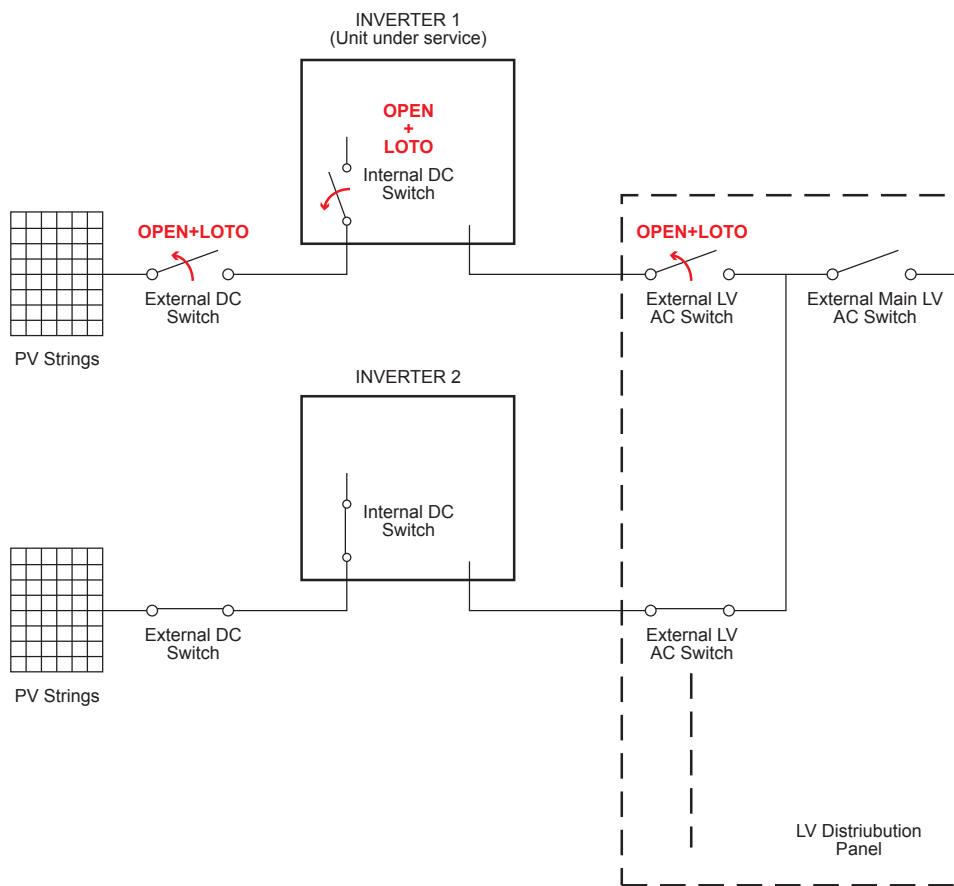 INVERTER 1
(Unit under service)
OPEN
+
LOTO
Internal DC
Switch
OPEN+LOTO
External DC
Switch
PV Strings
OPEN+LOTO
External LV
AC Switch
External Main LV
AC Switch
INVERTER 2
Internal DC
Switch
External DC
Switch
PV Strings
External LV
AC Switch
LV Distriubution
Panel